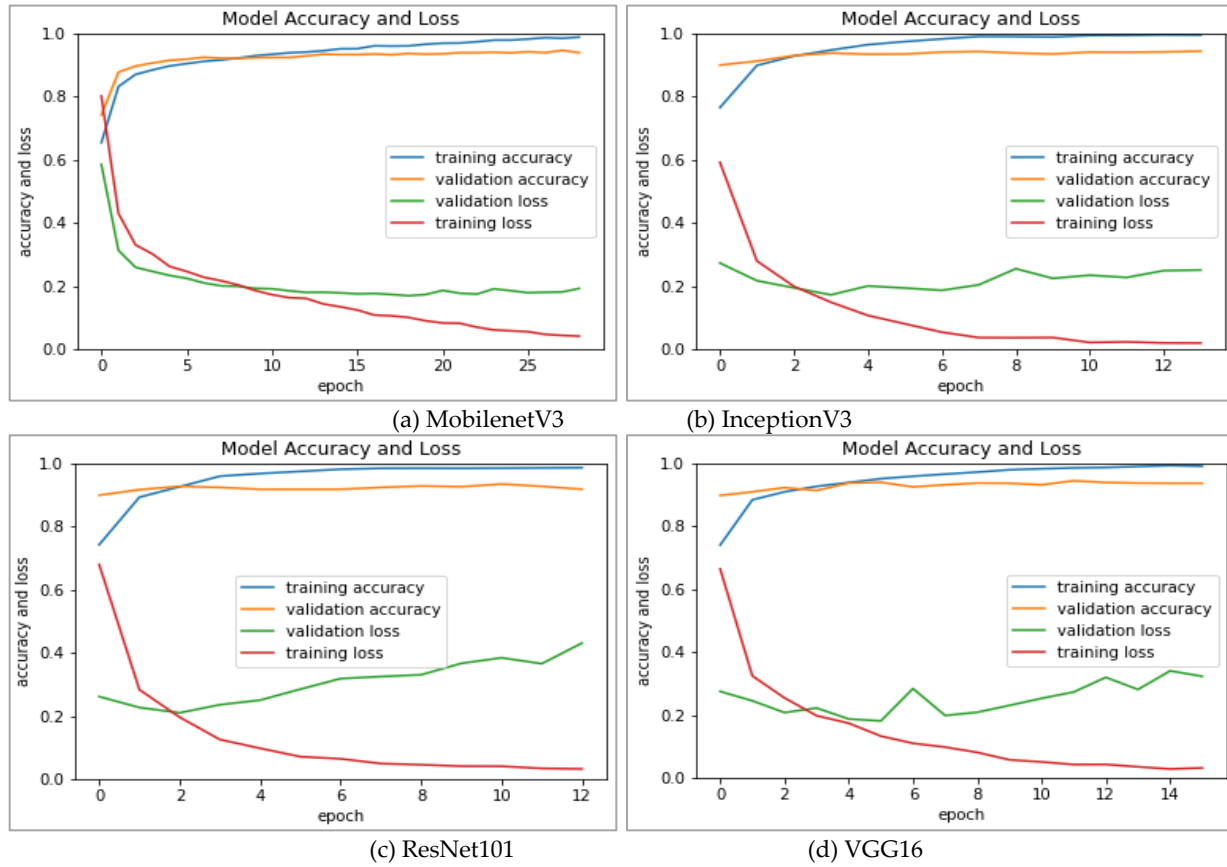 Model Accuracy and Loss
accuracy and loss
1.0
0.8
0.6
0.4
0.2
0.0
training accuracy
validation accuracy
validation loss
training loss
0 5 10 15 20 25
epoch
(a) MobilenetV3
Model Accuracy and Loss
accuracy and loss
1.0
0.8
0.6
0.4
0.2
0.0
training accuracy
validation accuracy
validation loss
training loss
0 2 4 6 8 10 12
epoch
(b) InceptionV3
Model Accuracy and Loss
accuracy and loss
1.0
0.8
0.6
0.4
0.2
0.0
training accuracy
validation accuracy
validation loss
training loss
0 2 4 6 8 10 12
epoch
(c) ResNet101
Model Accuracy and Loss
accuracy and loss
1.0
0.8
0.6
0.4
0.2
0.0
training accuracy
validation accuracy
validation loss
training loss
0 2 4 6 8 10 12 14
epoch
(d) VGG16